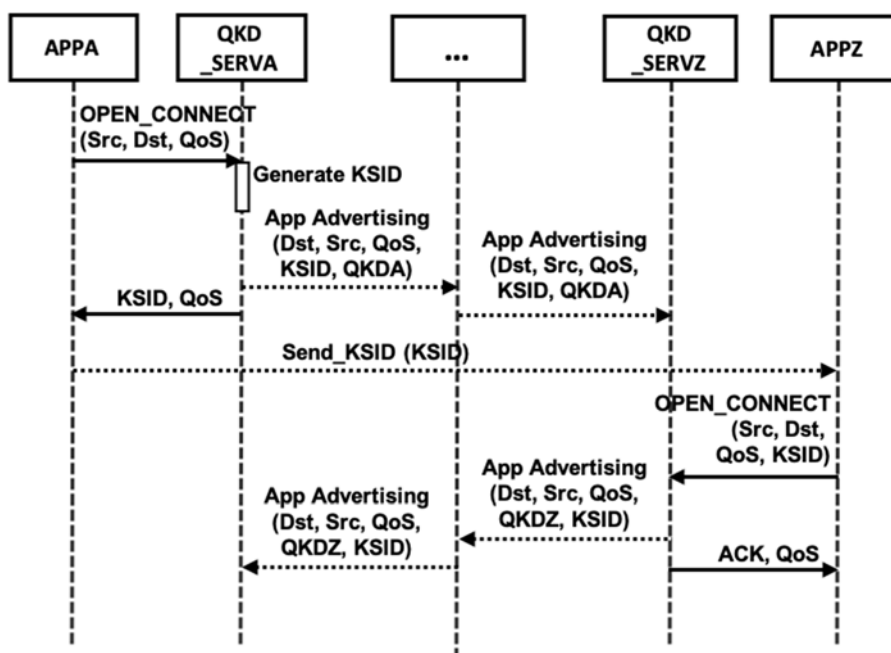 APPA
QKD
_SERVA
...
QKD
_SERVZ
APPZ
OPEN_CONNECT
(Src, Dst, QoS)
Generate KSID
App Advertising
(Dst, Src, QoS,
KSID, QKDA)
App Advertising
(Dst, Src, QoS,
KSID, QKDA)
KSID, QoS
Send_KSID (KSID)
OPEN_CONNECT
(Src, Dst,
QoS, KSID)
App Advertising
(Dst, Src, QoS,
QKDZ, KSID)
App Advertising
(Dst, Src, QoS,
QKDZ, KSID)
ACK, QoS